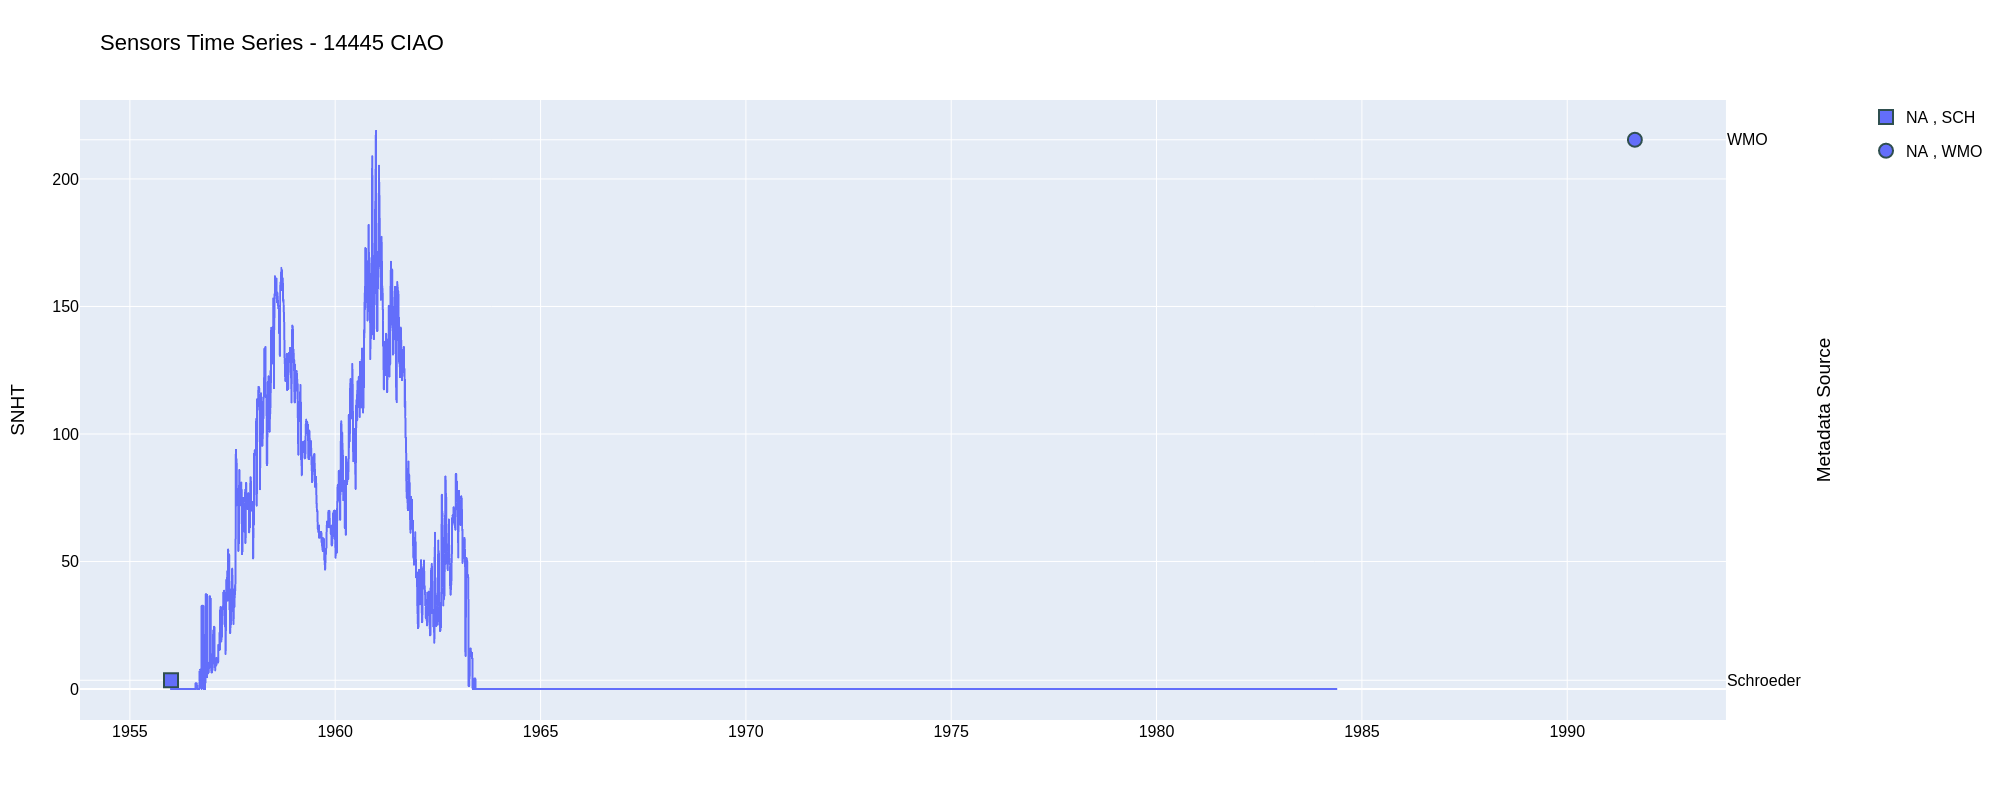 Sensors Time Series - 14445 CIAO
NA , SCH
NA , WMO
WMO
Schroeder
Metadata Source
SNHT
200
150
100
50
0
1955
1960
1965
1970
1975
1980
1985
1990